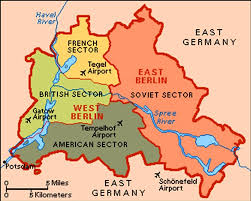 Havel
River
EAST
GERMANY
FRENCH
SECTOR
Tegel
Airport
EAST
BERLIN
BRITISH SECTOR
SOVIET SECTOR
WEST
BERLIN
Spree
River
Gatow
Airport
Tempelhof
Airport
AMERICAN SECTOR
Potsdam
5 Miles
5 Kilometers
EAST
GERMANY
Schönefeld
Airport